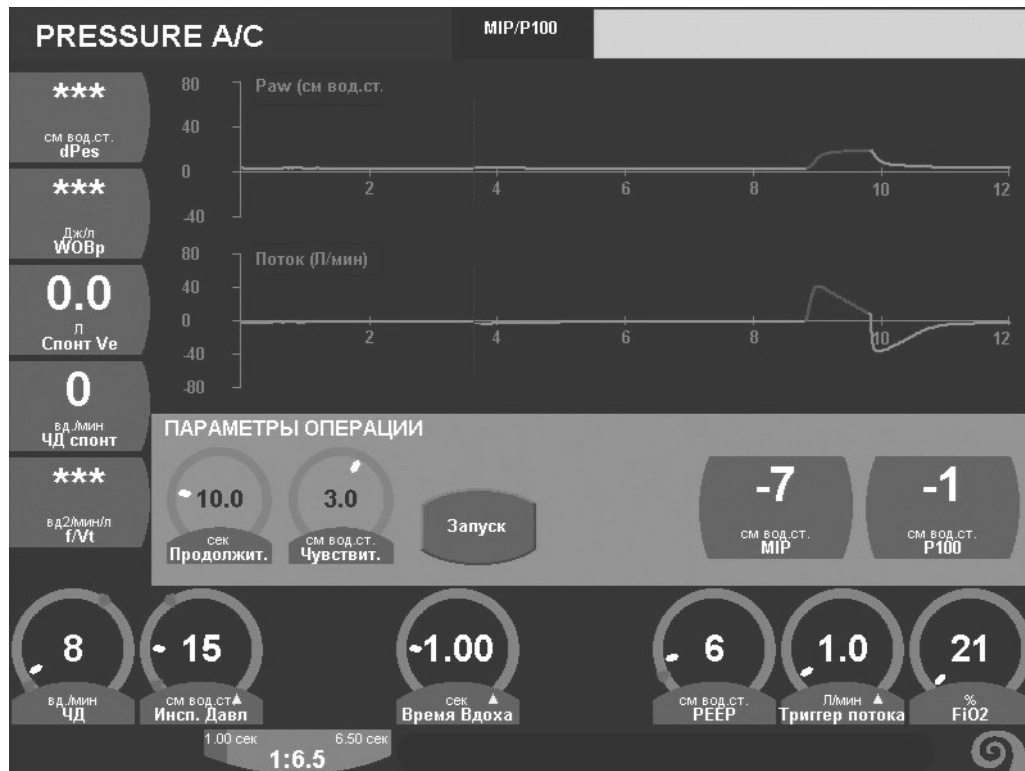 PRESSURE A/C
MIP/P100
***
см вод.ст.
dPes
80
Paw (см вод.ст.
40
0
-40
2
4
6
8
10
12
***
Дж/л
WOBp
80
Поток (Л/мин)
40
0
-40
-80
2
4
6
8
10
12
0.0
л
Спонт Ve
0
вд./мин
ЧД спонт
***
вд2/мин/л
f/Vt
ПАРАМЕТРЫ ОПЕРАЦИИ
10.0
сек
Продолжит.
3.0
см вод.ст.
Чувствит.
Запуск
-7
см вод.ст.
MIP
-1
см вод.ст.
P100
8
вд./мин
ЧД
15
см вод.ст
Инсп. Давл
1.00
сек
Время Вдоха
6
см вод.ст.
PEEP
1.0
Л/мин
Триггер потока
21
%
FiO2
1.00 сек
6.50 сек
1:6.5